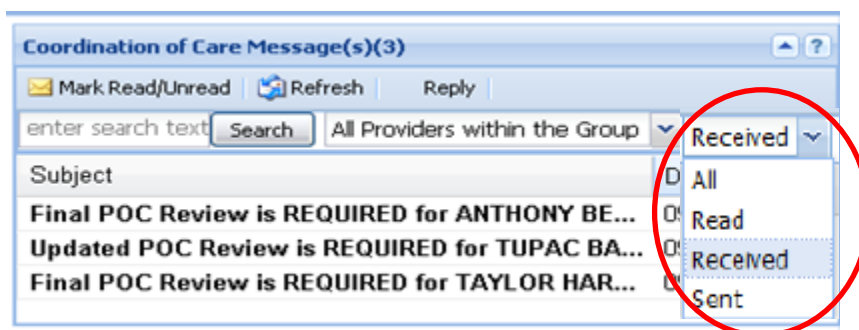 Coordination of Care Message(s)(3) ?
Mark Read/Unread Refresh Reply
enter search text Search All Providers within the Group Received
Subject D All
Final POC Review is REQUIRED for ANTHONY BE... Read
Updated POC Review is REQUIRED for TUPAC BA... Received
Final POC Review is REQUIRED for TAYLOR HAR... Sent